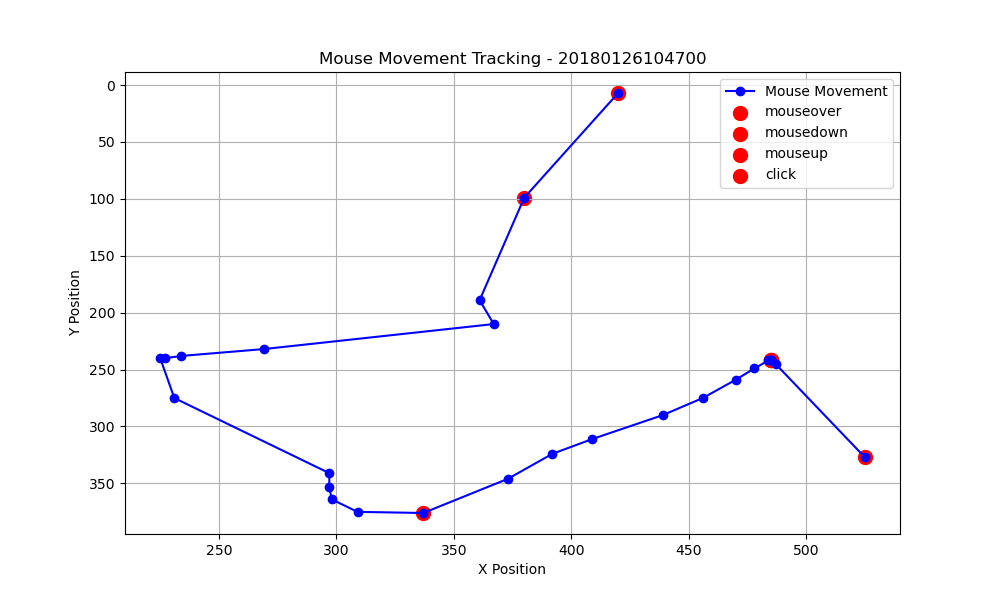 Mouse Movement Tracking - 20180126104700
Mouse Movement
mouseover
mousedown
mouseup
click
0
50
100
150
200
250
300
350
Y Position
250
300
350
400
450
500
X Position